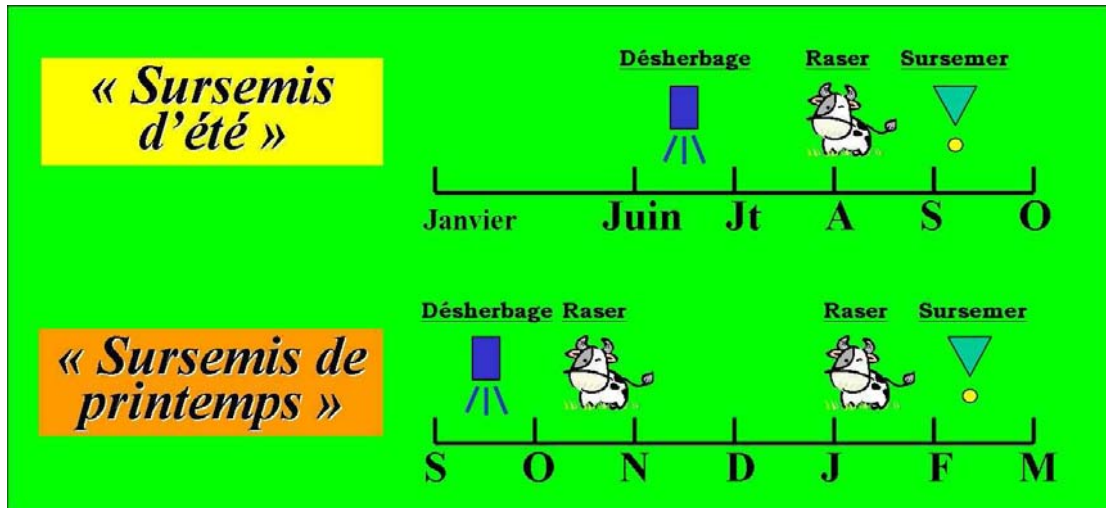 « Sursemis
d’été »
Désherbage Raser Sursemer
Janvier Juin Jt A S O
« Sursemis de
printemps »
Désherbage Raser Raser Sursemer
S O N D J F M